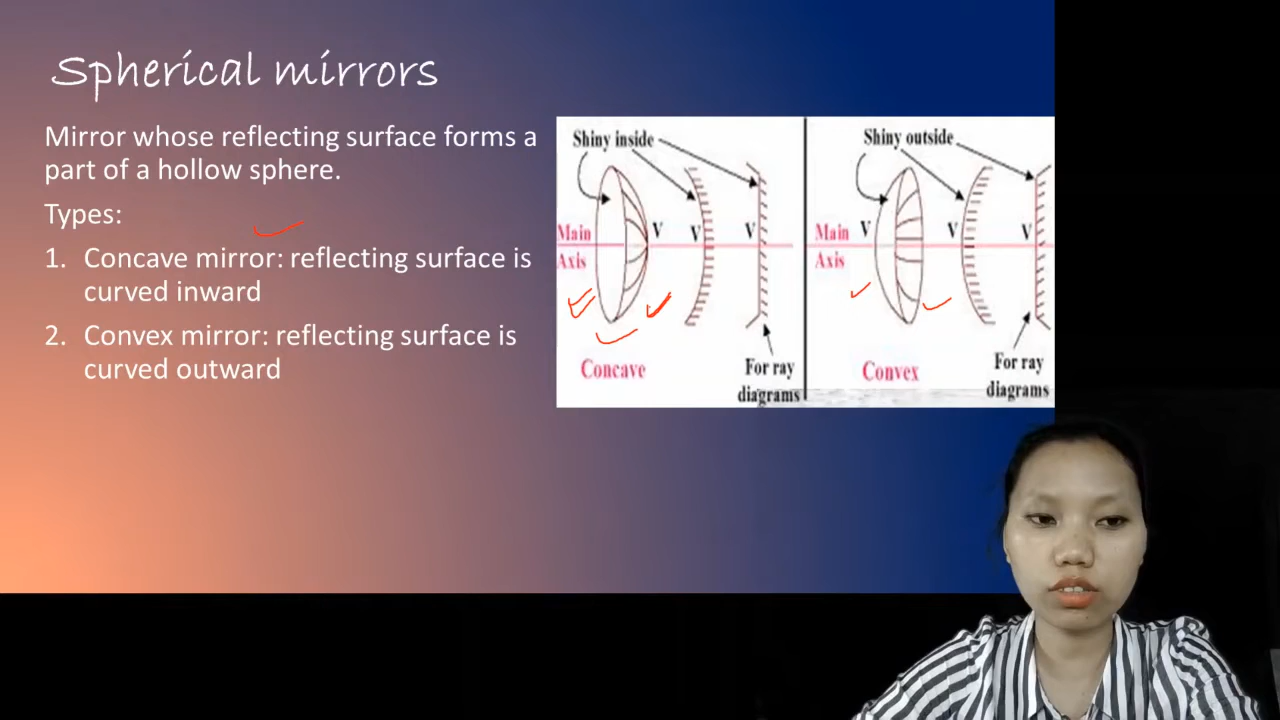 Spherical mirrors
Mirror whose reflecting surface forms a
part of a hollow sphere.
Types:
1. Concave mirror: reflecting surface is
curved inward
2. Convex mirror: reflecting surface is
curved outward
Shiny inside
V
V
V
Main
Axis
Concave
For ray
diagrams
Shiny outside
Main
Axis
V
V
V
Convex
For ray
diagrams